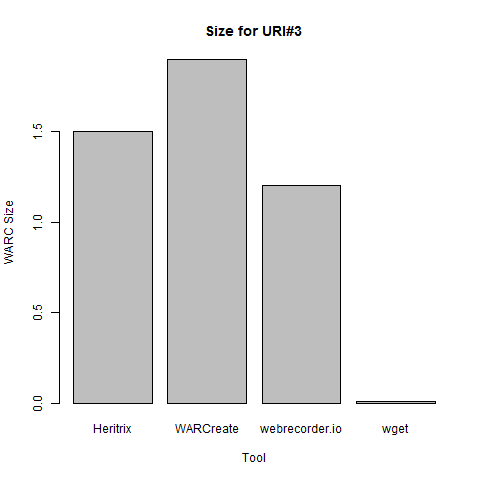 Size for URI#3
WARC Size
1.5
1.0
0.5
0.0
Heritrix WARCreate webrecorder.io wget
Tool